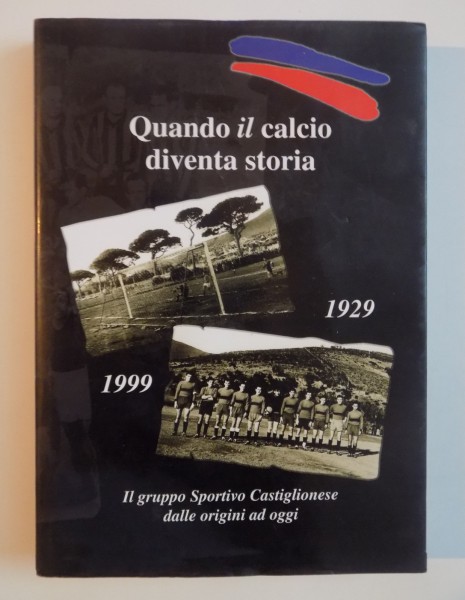 Quando il calcio
diventa storia
1929
1999
Il gruppo Sportivo Castiglionese
dalle origini ad oggi